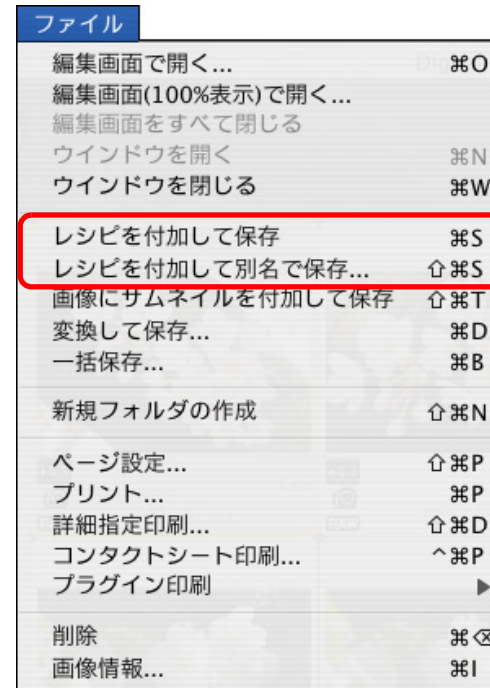 ファイル
編集画面で開く... ⌘O
編集画面(100%表示)で開く...
編集画面をすべて閉じる
ウインドウを開く ⌘N
ウインドウを閉じる ⌘W
レシピを付加して保存 ⌘S
レシピを付加して別名で保存... ⇧⌘S
画像にサムネイルを付加して保存 ⇧⌘T
変換して保存... ⌘D
一括保存... ⌘B
新規フォルダの作成 ⇧⌘N
ページ設定... ⇧⌘P
プリント... ⌘P
詳細指定印刷... ⇧⌘D
コンタクトシート印刷... ^⌘P
プラグイン印刷 ▶
削除 ⌘⌫
画像情報... ⌘I